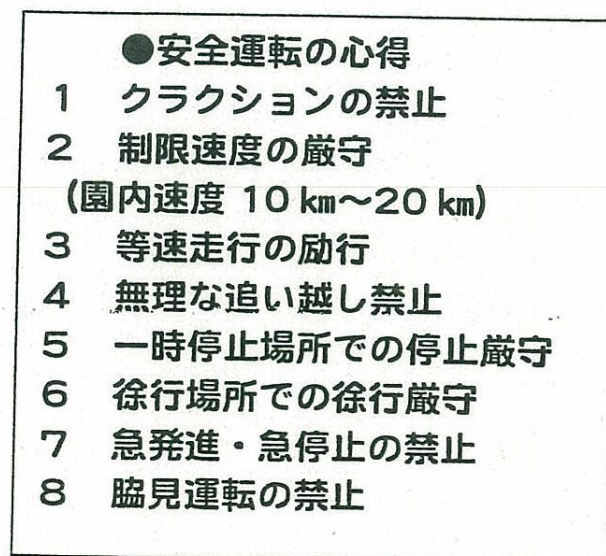 ●安全運転の心得
1 クラクションの禁止
2 制限速度の厳守
(園内速度 10㎞～20㎞)
3 等速走行の励行
4 無理な追い越し禁止
5 一時停止場所での停止厳守
6 徐行場所での徐行厳守
7 急発進・急停止の禁止
8 脇見運転の禁止